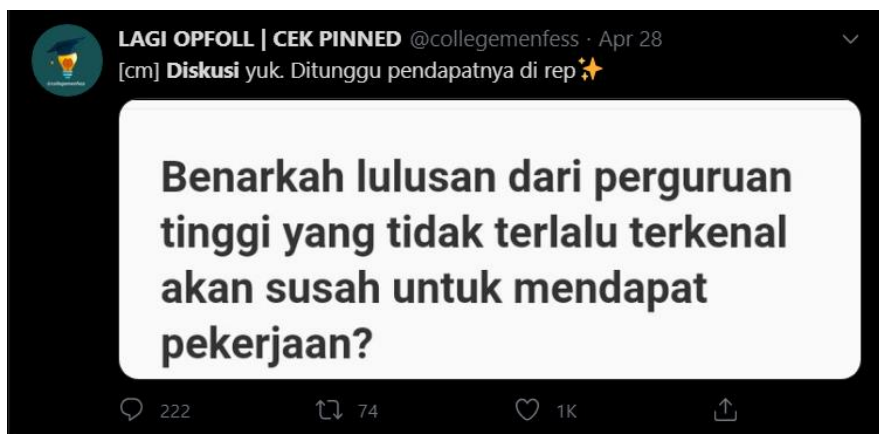 LAGI OPFOLL | CEK PINNED @collegemenfess · Apr 28
[cm] Diskusi yuk. Ditunggu pendapatnya di rep✨
Benarkah lulusan dari perguruan
tinggi yang tidak terlalu terkenal
akan susah untuk mendapat
pekerjaan?
222 74 1K